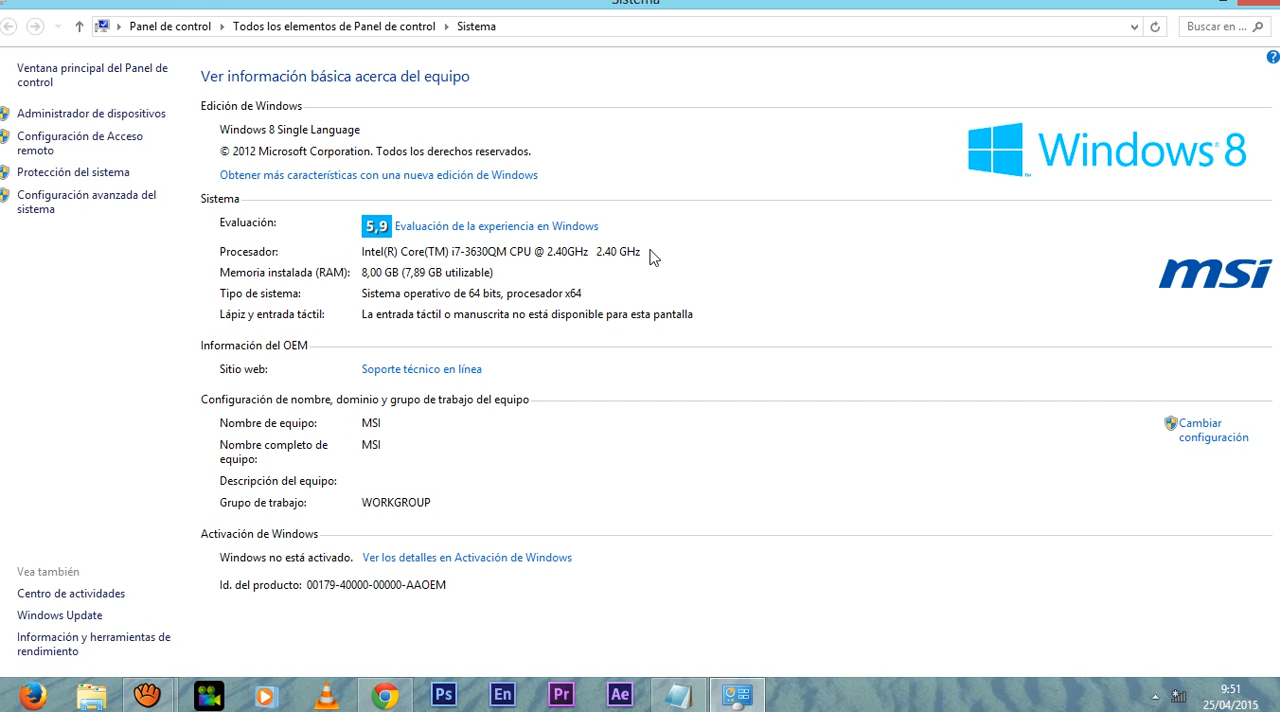 Sistema
Panel de control
Todos los elementos de Panel de control
Sistema
Buscar en ...
?
Ventana principal del Panel de
control
Administrador de dispositivos
Configuración de Acceso
remoto
Protección del sistema
Configuración avanzada del
sistema
Ver información básica acerca del equipo
Edición de Windows
Windows 8 Single Language
© 2012 Microsoft Corporation. Todos los derechos reservados.
Obtener más características con una nueva edición de Windows
Windows® 8
Sistema
Evaluación:
5,9 Evaluación de la experiencia en Windows
Procesador:
Intel(R) Core(TM) i7-3630QM CPU @ 2.40GHz 2.40 GHz
Memoria instalada (RAM):
8,00 GB (7,89 GB utilizable)
Tipo de sistema:
Sistema operativo de 64 bits, procesador x64
Lápiz y entrada táctil:
La entrada táctil o manuscrita no está disponible para esta pantalla
msi
Información del OEM
Sitio web:
Soporte técnico en línea
Configuración de nombre, dominio y grupo de trabajo del equipo
Nombre de equipo:
MSI
Nombre completo de
equipo:
MSI
Descripción del equipo:
Grupo de trabajo:
WORKGROUP
Cambiar
configuración
Activación de Windows
Windows no está activado. Ver los detalles en Activación de Windows
Id. del producto: 00179-40000-00000-AAOEM
Vea también
Centro de actividades
Windows Update
Información y herramientas de
rendimiento
Ps
En
Pr
Ae
9:51
25/04/2015